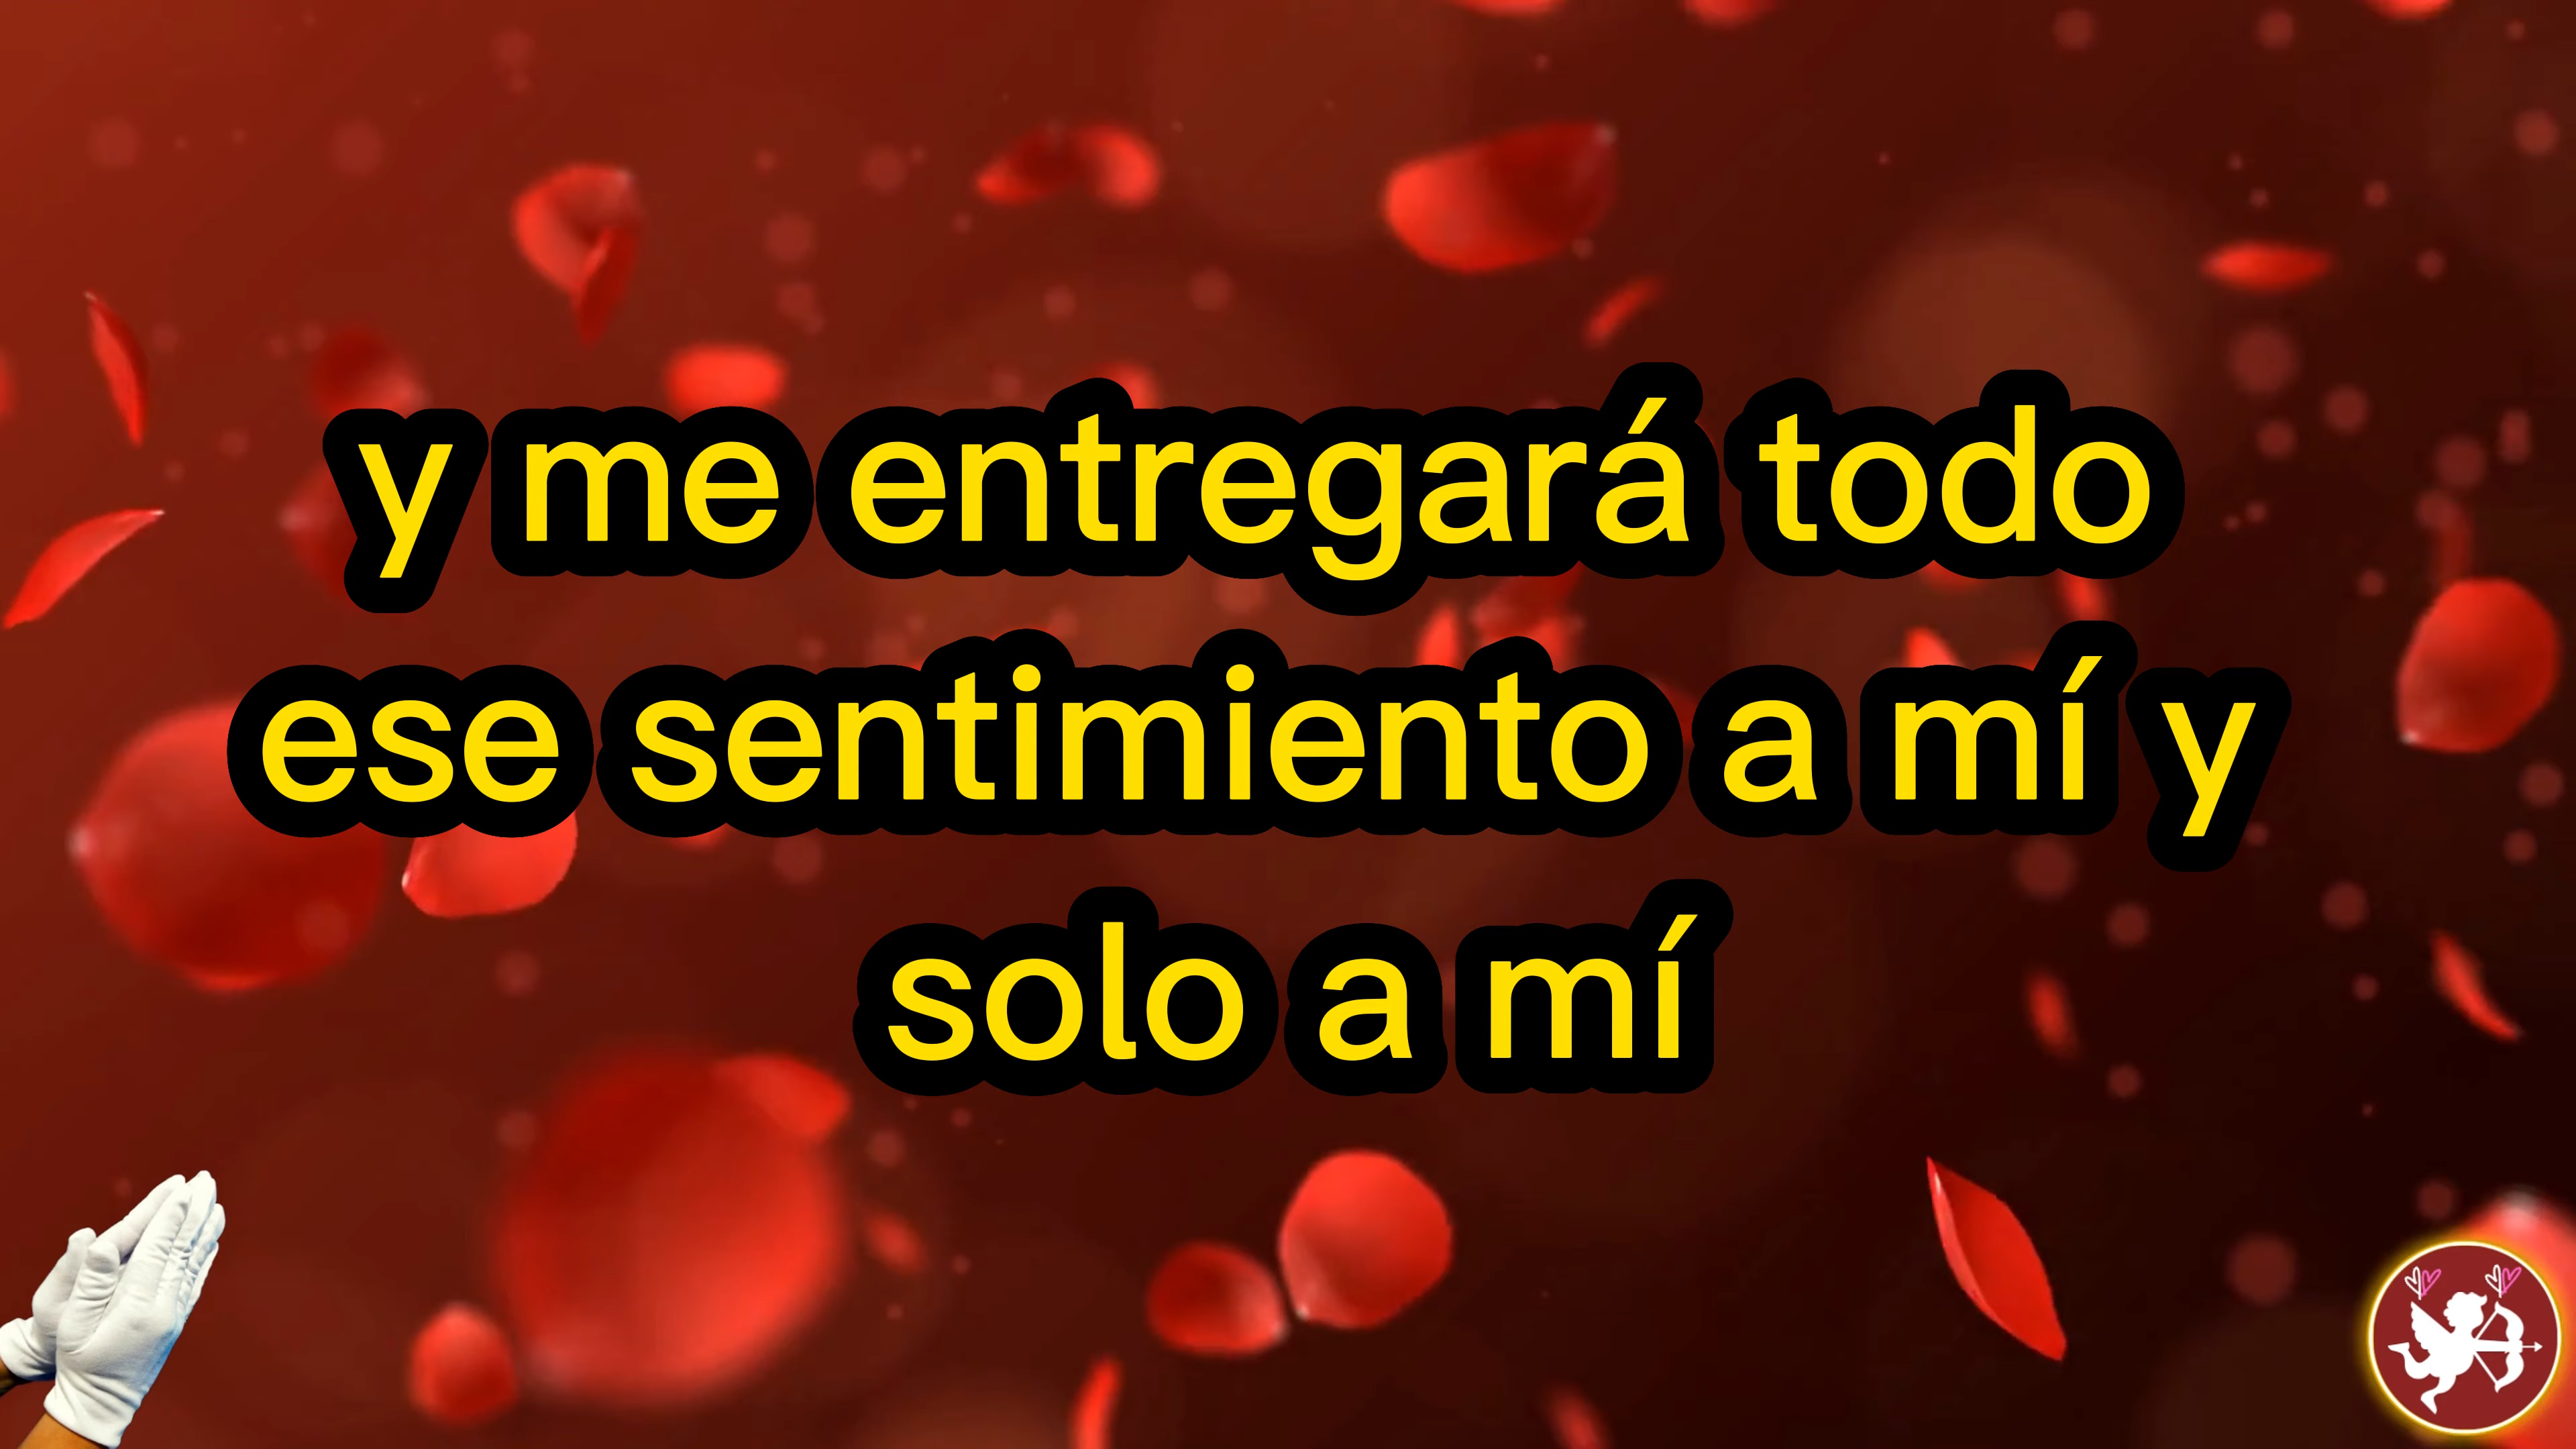 y me entregará todo
ese sentimiento a mí y
solo a mí